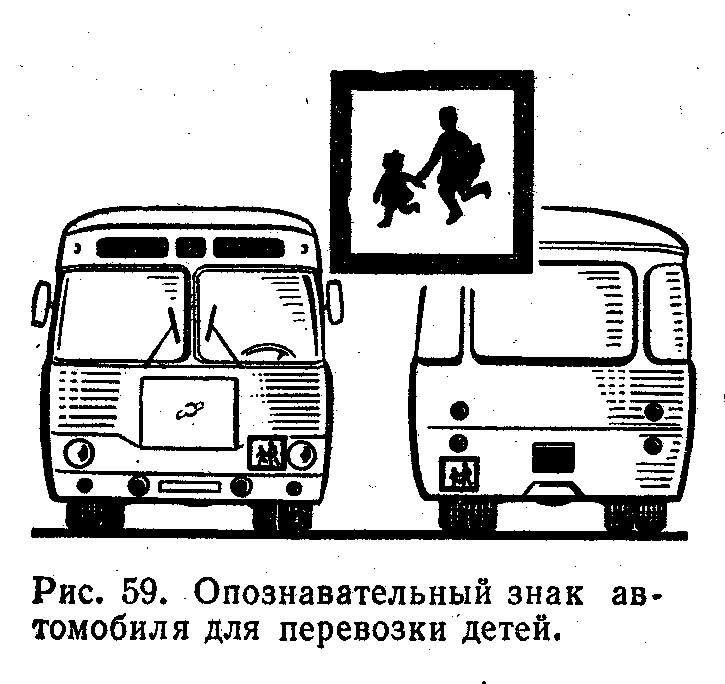 Рис. 59. Опознавательный знак ав-
томобиля для перевозки детей.